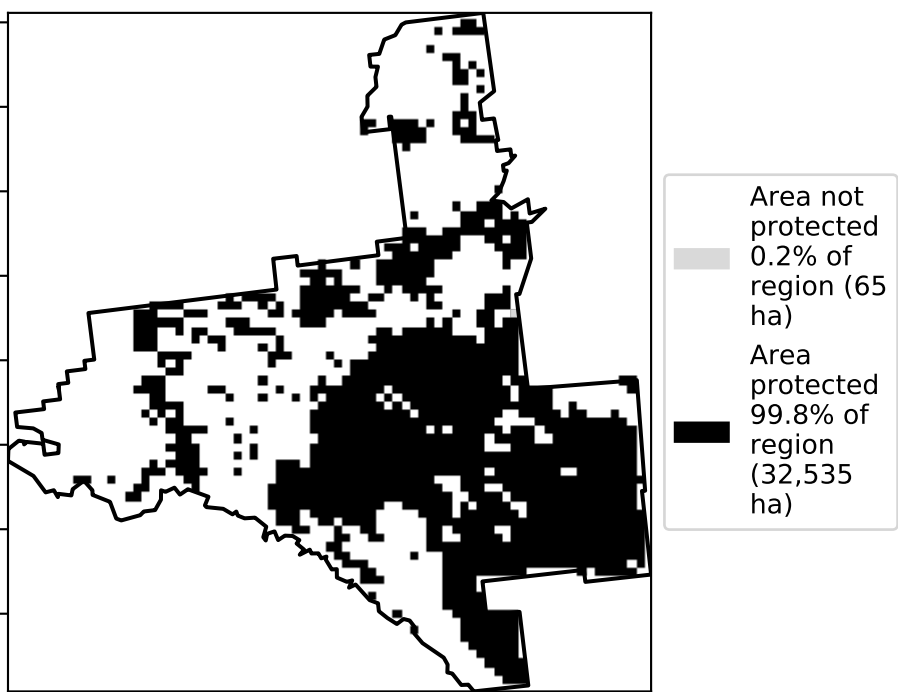 Area not
protected
0.2% of
region (65
ha)
Area
protected
99.8% of
region
(32,535
ha)